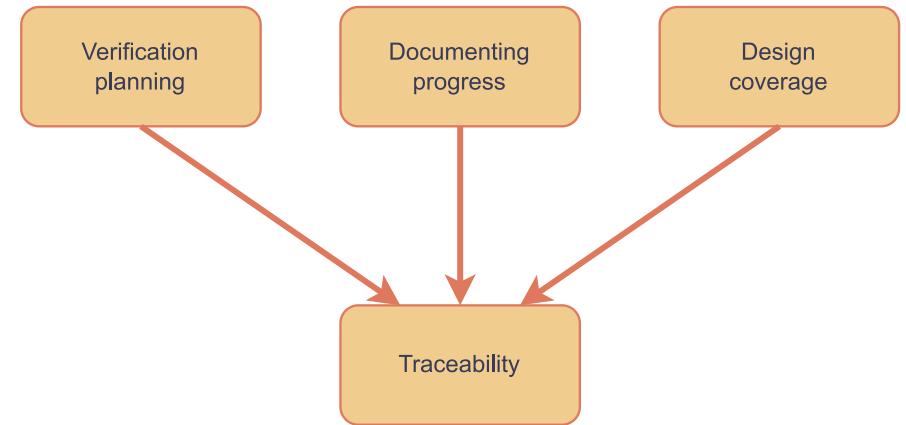 Verification
planning
Documenting
progress
Design
coverage
Traceability